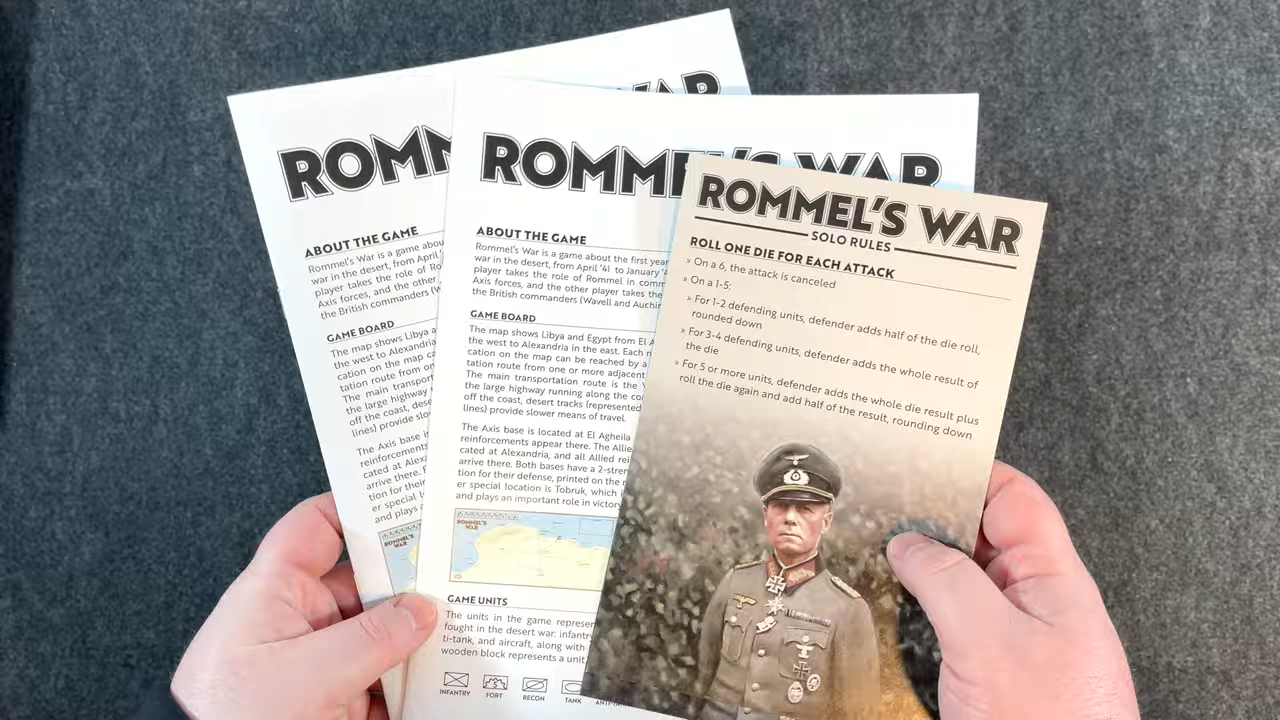 WAR
ROMM
ABOUT THE GAME
Rommel's War is a game abou
war in the desert, from April
player takes the role of Ro
Axis forces, and the other
the British commanders (W
GAME BOARD
The map shows Libya a
the west to Alexandria
cation on the map c
tation route from on
The main transport
the large highway
off the coast, dese
lines) provide slo
The Axis base is
reinforcements
cated at Alexa
arrive there. B
tion for their
er special lo
and plays
ROMMEL'S
WAR
ROMMEL'S WAR
ABOUT THE GAME
Rommel's War is a game about the first year
war in the desert, from April '41 to January '4
player takes the role of Rommel in comm
Axis forces, and the other player takes the
the British commanders (Wavell and Auchin
GAME BOARD
The map shows Libya and Egypt from El A
the west to Alexandria in the east. Each n
cation on the map can be reached by a
tation route from one or more adjacent
The main transportation route is the V
the large highway running along the co
off the coast, desert tracks (represented
lines) provide slower means of travel.
The Axis base is located at El Agheila
reinforcements appear there. The Allie
cated at Alexandria, and all Allied rei
arrive there. Both bases have a 2-stren
tion for their defense, printed on the r
er special location is Tobruk, which i
and plays an important role in victor
ROMMEL'S
WAR
GAME UNITS
The units in the game represen
fought in the desert war: infantr
ti-tank, and aircraft, along with
wooden block represents a unit,
INFANTRY FORT RECON TANK
ROMMEL'S WAR
SOLO RULES
ROLL ONE DIE FOR EACH ATTACK
» On a 6, the attack is canceled
» On a 1-5:
» For 1-2 defending units, defender adds half of the die roll,
rounded down
» For 3-4 defending units, defender adds the whole result of
the die
» For 5 or more units, defender adds the whole die result plus
roll the die again and add half of the result, rounding down